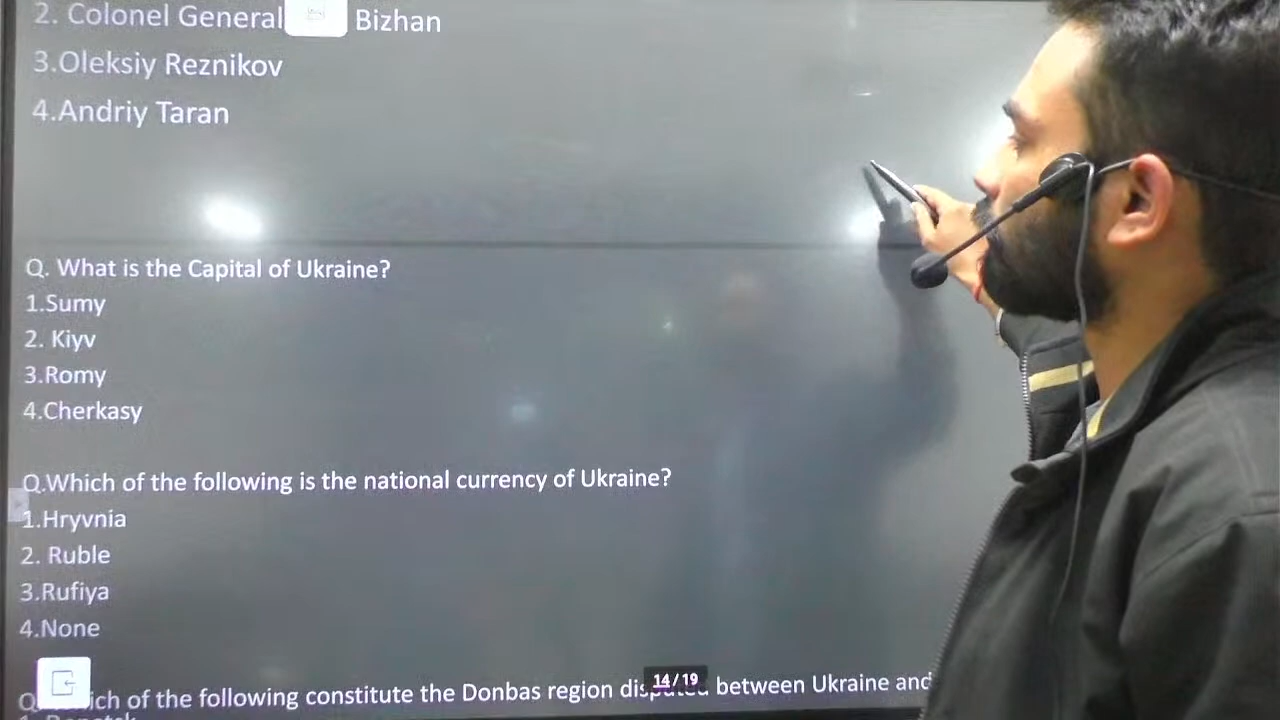 2. Colonel General Bizhan
3.Oleksiy Reznikov
4.Andriy Taran
Q. What is the Capital of Ukraine?
1.Sumy
2. Kiyv
3.Romy
4.Cherkasy
Q.Which of the following is the national currency of Ukraine?
1.Hryvnia
2. Ruble
3.Rufiya
4.None
14/19
of the following constitute the Donbas region disputed between Ukraine and